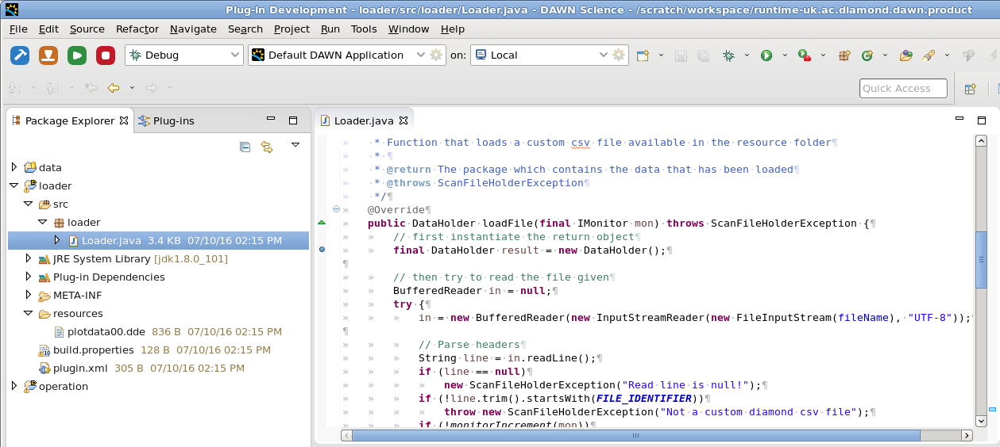 Plug-in Development - loader/src/loader/Loader.java - DAWN Science - /scratch/workspace/runtime-uk.ac.diamond.dawn.product
File Edit Source Refactor Navigate Search Project Run Tools Window Help
Debug Default DAWN Application on: Local
Quick Access
Package Explorer Plug-ins
data
loader
src
loader
Loader.java 3.4 KB 07/10/16 02:15 PM
JRE System Library [jdk1.8.0_101]
Plug-in Dependencies
META-INF
resources
plotdata00.dde 836 B 07/10/16 02:15 PM
build.properties 128 B 07/10/16 02:15 PM
plugin.xml 305 B 07/10/16 02:15 PM
operation
Loader.java
* Function that loads a custom csv file available in the resource folder¶
* ¶
* @return The package which contains the data that has been loaded¶
* @throws ScanFileHolderException¶
*/¶
@Override¶
public DataHolder loadFile(final IMonitor mon) throws ScanFileHolderException {¶
// first instantiate the return object¶
final DataHolder result = new DataHolder();¶
¶
// then try to read the file given¶
BufferedReader in = null;¶
try {¶
in = new BufferedReader(new InputStreamReader(new FileInputStream(fileName), "UTF-8"));
¶
// Parse headers¶
String line = in.readLine();¶
if (line == null)¶
new ScanFileHolderException("Read line is null!");¶
if (!line.trim().startsWith(FILE_IDENTIFIER))¶
throw new ScanFileHolderException("Not a custom diamond csv file");¶
if (!monitorIncrement(mon))¶